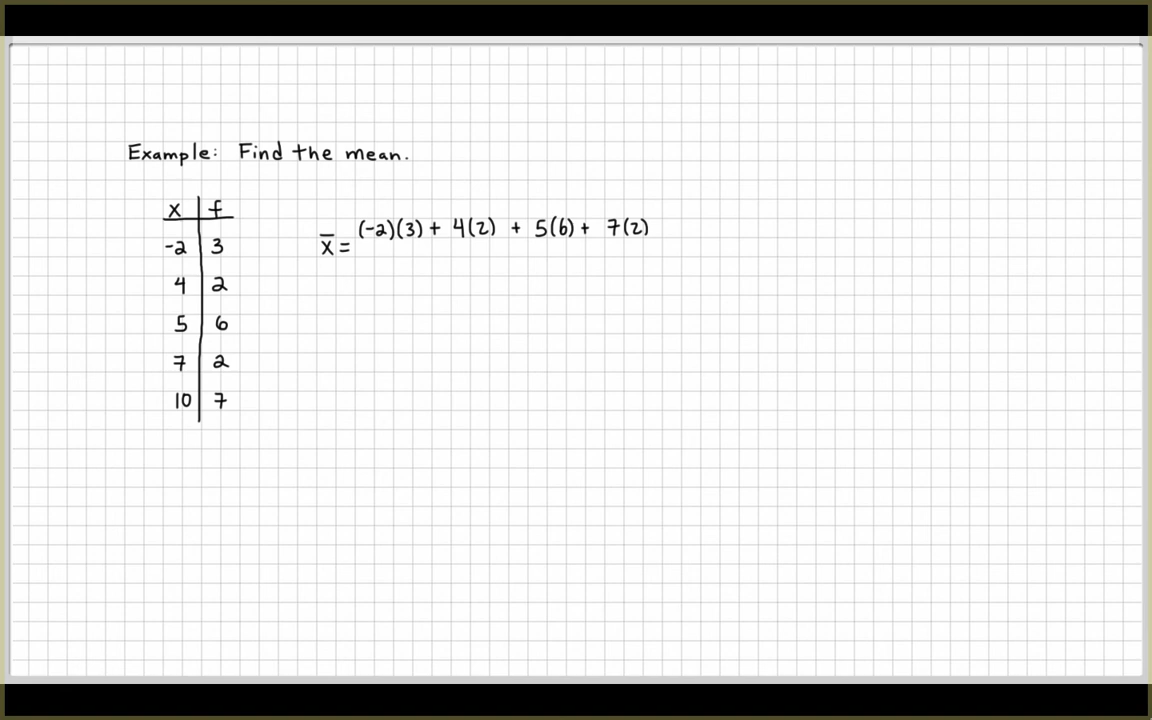 Example: Find the mean.
x f
-2 3
4 2
5 6
7 2
10 7
x̄ = (-2)(3) + 4(2) + 5(6) + 7(2)